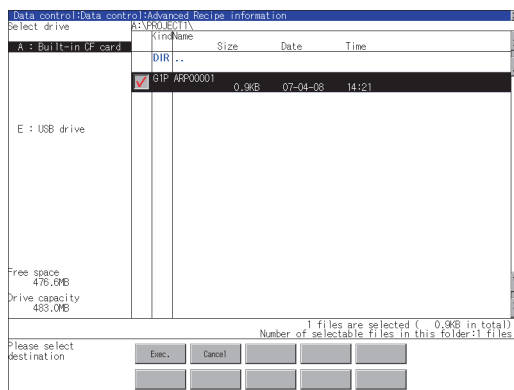 Data control:Data control:Advanced Recipe information
Select drive
A:\PROJECT1\
Kind Name
Size Date Time
A : Built-in CF card
DIR ..
G1P ARP00001
0.9KB 07-04-08 14:21
E : USB drive
Free space
476.6MB
Drive capacity
483.0MB
1 files are selected ( 0.9KB in total)
Number of selectable files in this folder:1 files
Please select
destination
Exec. Cancel